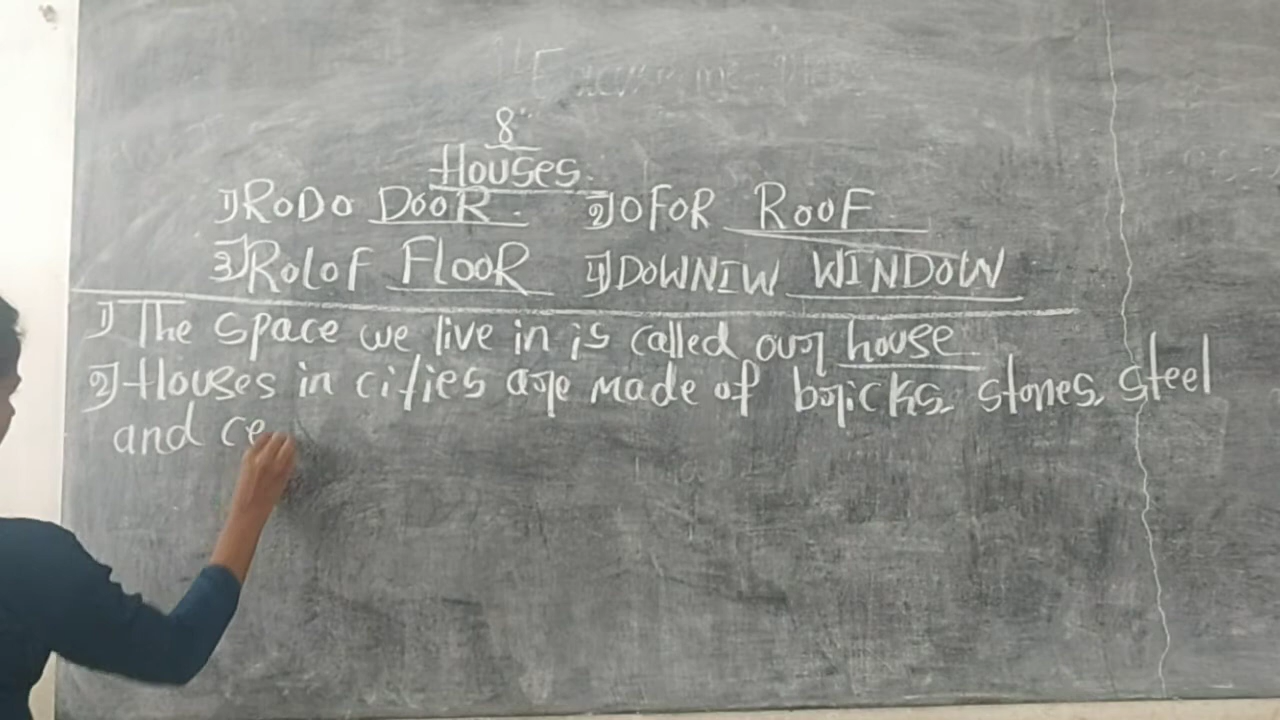 8
Houses.
1) RODO DOOR. 2) OFOR ROOF
3) ROLOF FLOOR 4) DOWNIW WINDOW
1) The space we live in is called our house.
2) Houses in cities are made of bricks, stones, steel
and ce